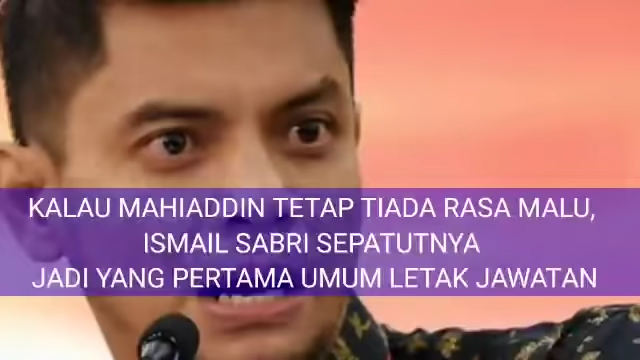 KALAU MAHIADDIN TETAP TIADA RASA MALU,
ISMAIL SABRI SEPATUTNYA
JADI YANG PERTAMA UMUM LETAK JAWATAN